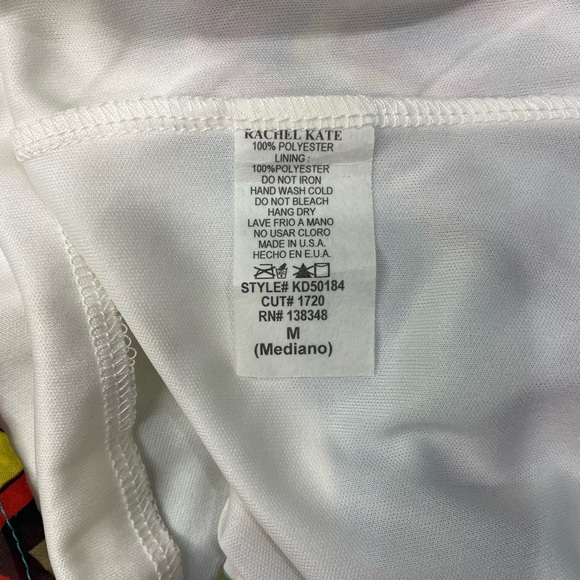 RACHEL KATE
100% POLYESTER
LINING :
100%POLYESTER
DO NOT IRON
HAND WASH COLD
DO NOT BLEACH
HANG DRY
LAVE FRIO A MANO
NO USAR CLORO
MADE IN U.S.A.
HECHO EN E.U.A.
STYLE# KD50184
CUT# 1720
RN# 138348
M
(Mediano)